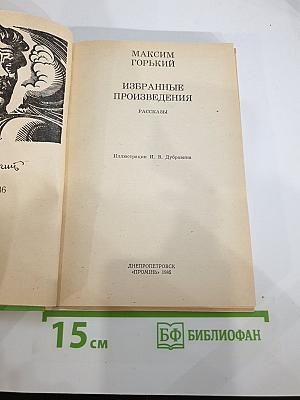 МАКСИМ
ГОРЬКИЙ
ИЗБРАННЫЕ
ПРОИЗВЕДЕНИЯ
РАССКАЗЫ
Иллюстрации И. В. Дубровина
ДНЕПРОПЕТРОВСК
«ПРОМІНЬ» 1986
15 см
БФ БИБЛИОФАН